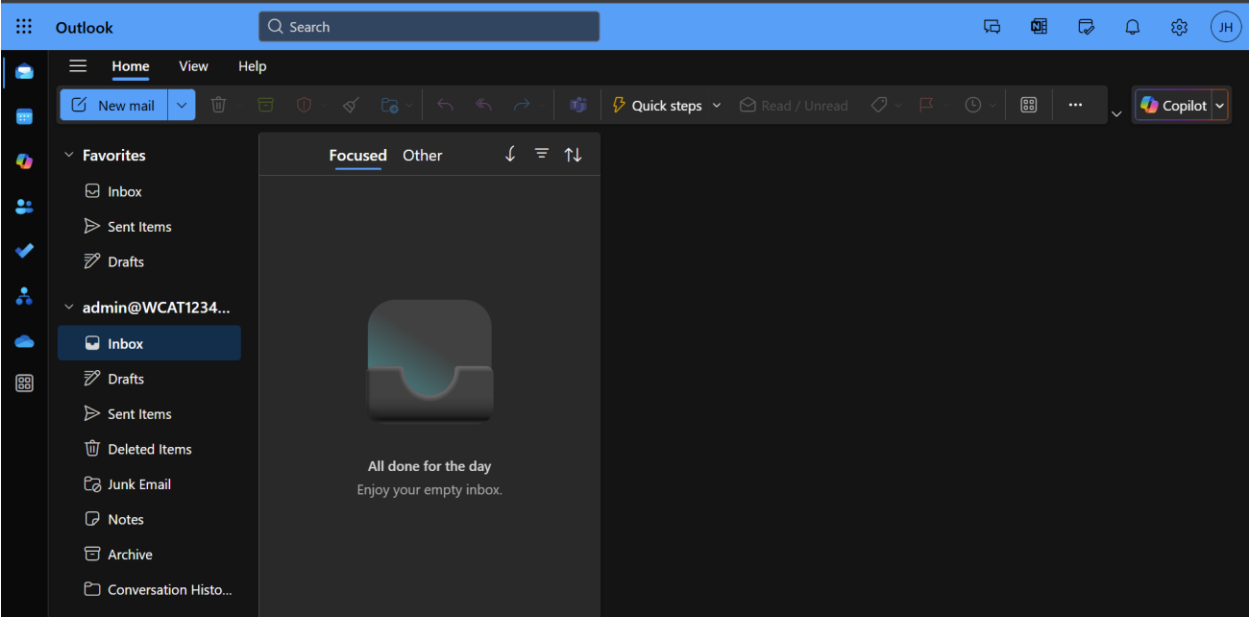 Outlook
Search
JH
Home View Help
New mail Quick steps Read / Unread Copilot
Favorites
Inbox
Sent Items
Drafts
admin@WCAT1234...
Inbox
Drafts
Sent Items
Deleted Items
Junk Email
Notes
Archive
Conversation Histo...
Focused Other
All done for the day
Enjoy your empty inbox.